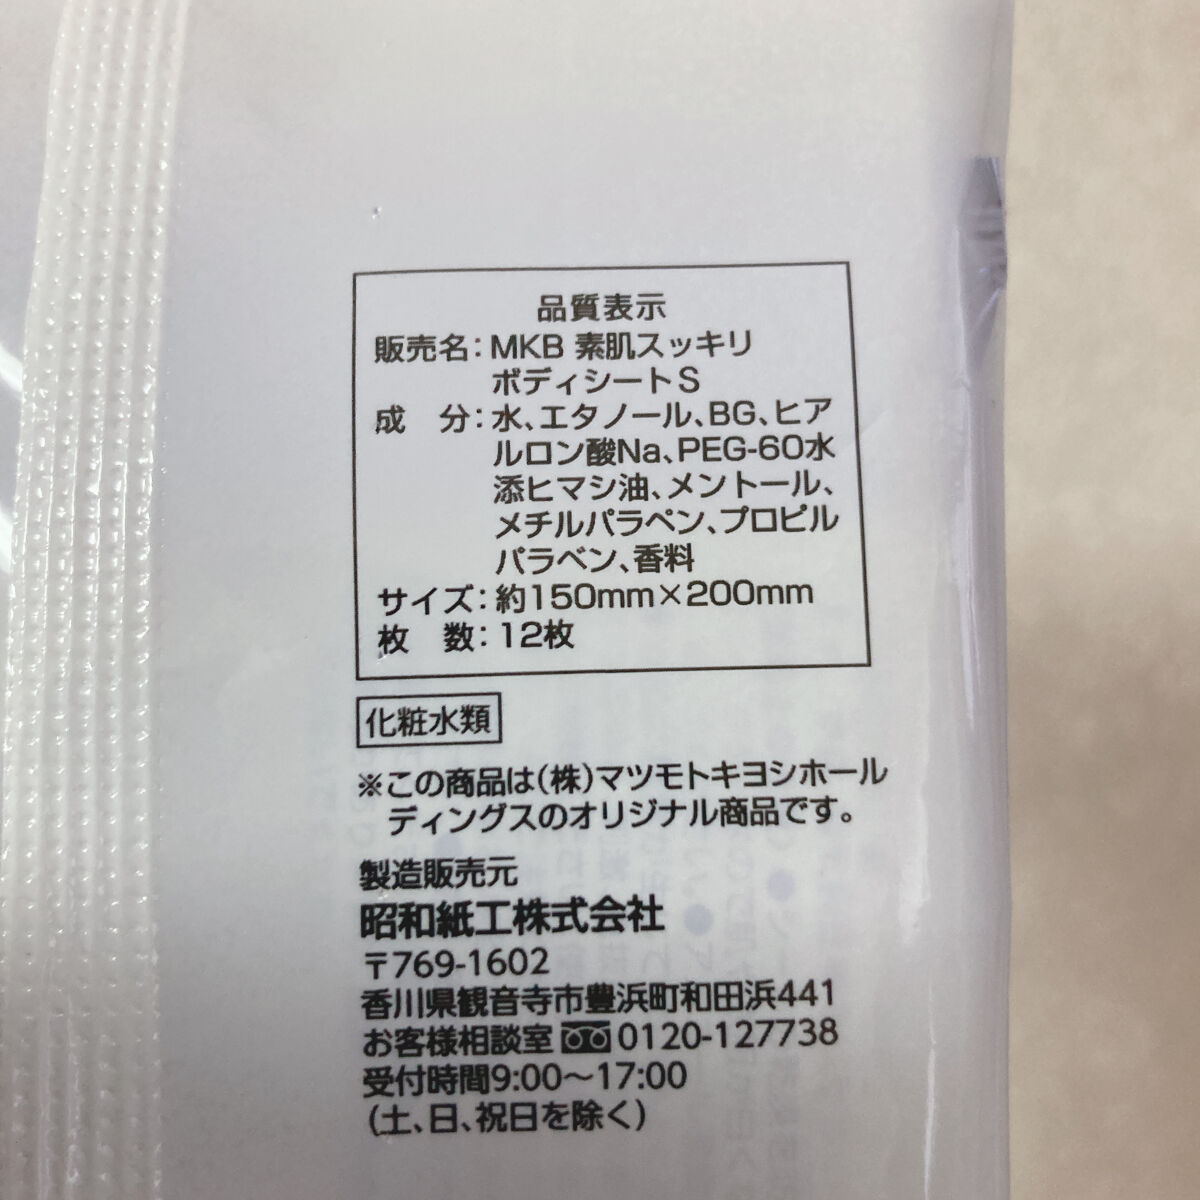 品質表示
販売名：MKB 素肌スッキリ
ボディシートS
成 分：水、エタノール、BG、ヒア
ルロン酸Na、PEG-60水
添ヒマシ油、メントール、
メチルパラベン、プロピル
パラベン、香料
サイズ：約150mm×200mm
枚 数：12枚
化粧水類
※この商品は(株)マツモトキヨシホール
ディングスのオリジナル商品です。
製造販売元
昭和紙工株式会社
〒769-1602
香川県観音寺市豊浜町和田浜441
お客様相談室 0120-127738
受付時間9:00〜17:00
(土、日、祝日を除く)